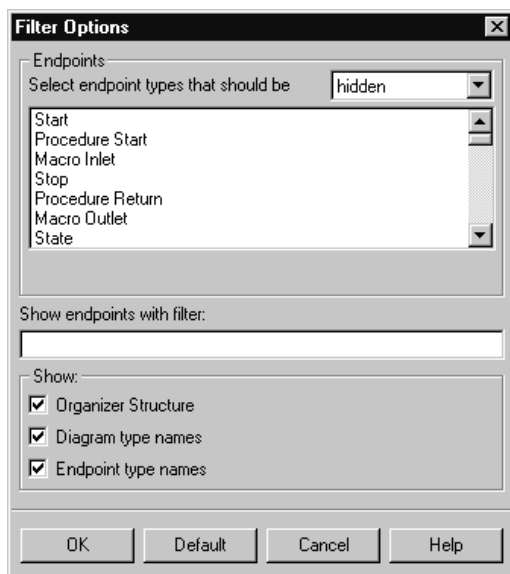 Filter Options
Endpoints
Select endpoint types that should be hidden
Start
Procedure Start
Macro Inlet
Stop
Procedure Return
Macro Outlet
State
Show endpoints with filter:
Show:
Organizer Structure
Diagram type names
Endpoint type names
OK Default Cancel Help